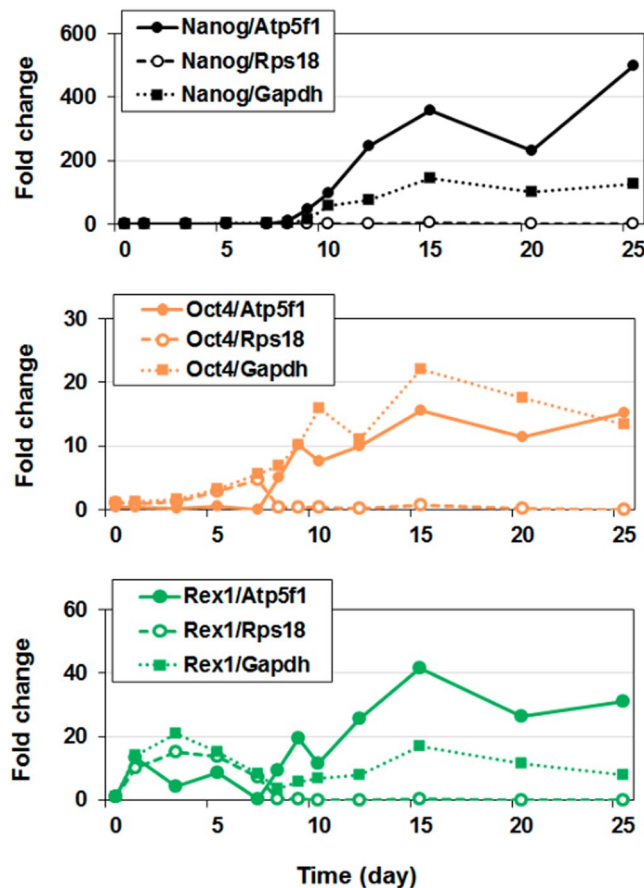 Nanog/Atp5f1
Nanog/Rps18
Nanog/Gapdh
Fold change
600
400
200
0
0 5 10 15 20 25
Oct4/Atp5f1
Oct4/Rps18
Oct4/Gapdh
Fold change
30
20
10
0
0 5 10 15 20 25
Rex1/Atp5f1
Rex1/Rps18
Rex1/Gapdh
Fold change
60
40
20
0
0 5 10 15 20 25
Time (day)